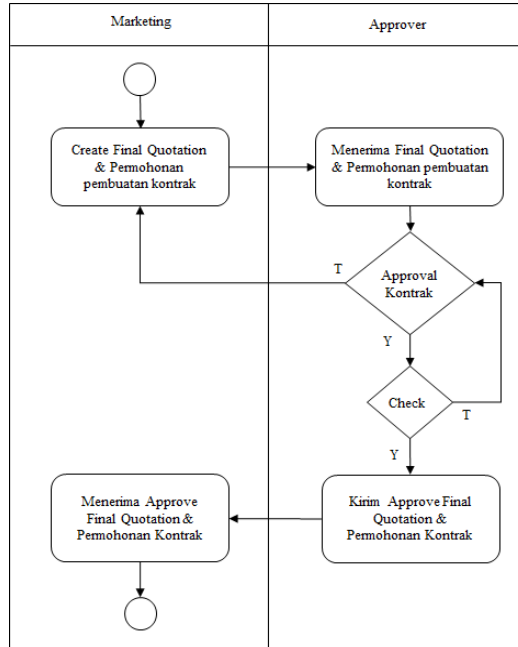 Marketing
Approver
Create Final Quotation
& Permohonan
pembuatan kontrak
Menerima Final Quotation
& Permohonan pembuatan
kontrak
T
Approval
Kontrak
Y
Check
T
Y
Menerima Approve
Final Quotation &
Permohonan Kontrak
Kirim Approve Final
Quotation &
Permohonan Kontrak